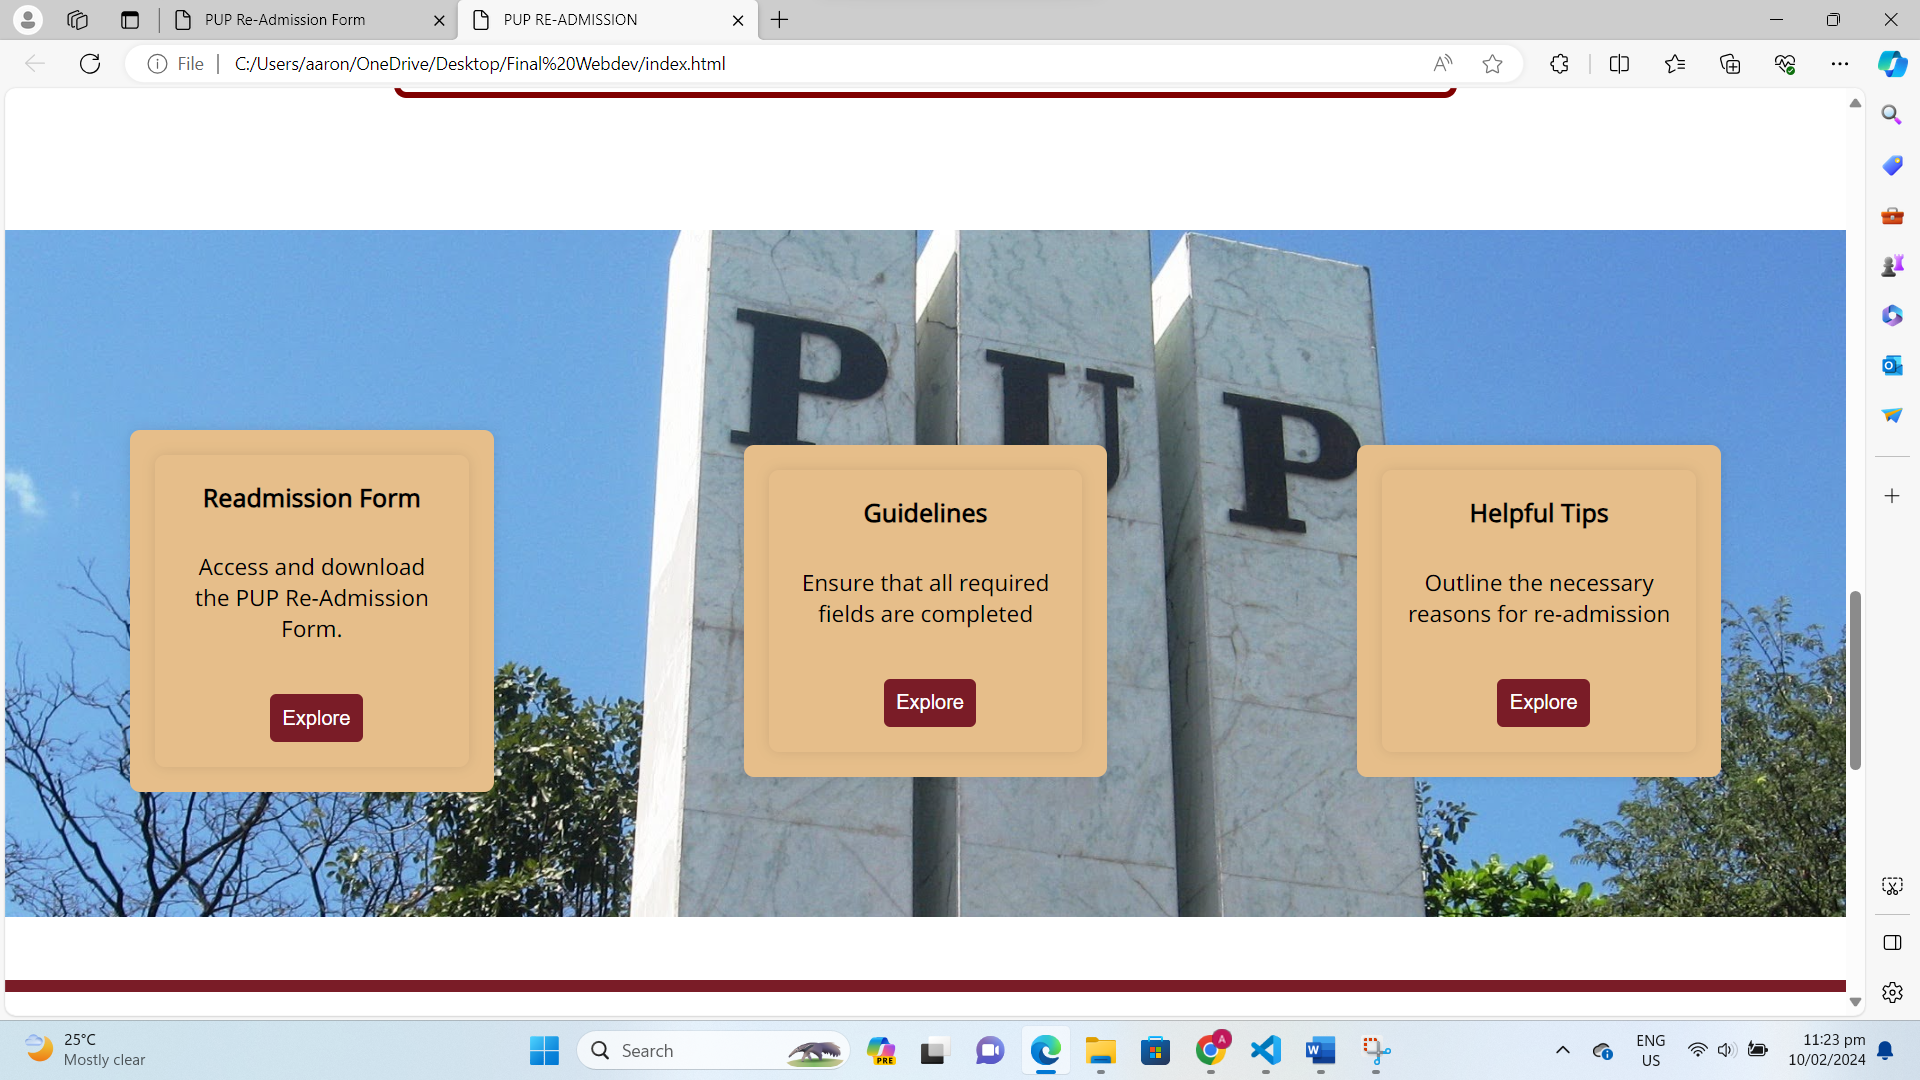 PUP Re-Admission Form
PUP RE-ADMISSION
File
C:/Users/aaron/OneDrive/Desktop/Final%20Webdev/index.html
PUP
Readmission Form
Access and download
the PUP Re-Admission
Form.
Explore
Guidelines
Ensure that all required
fields are completed
Explore
Helpful Tips
Outline the necessary
reasons for re-admission
Explore
25°C
Mostly clear
Search
PRE
A
ENG
US
11:23 pm
10/02/2024